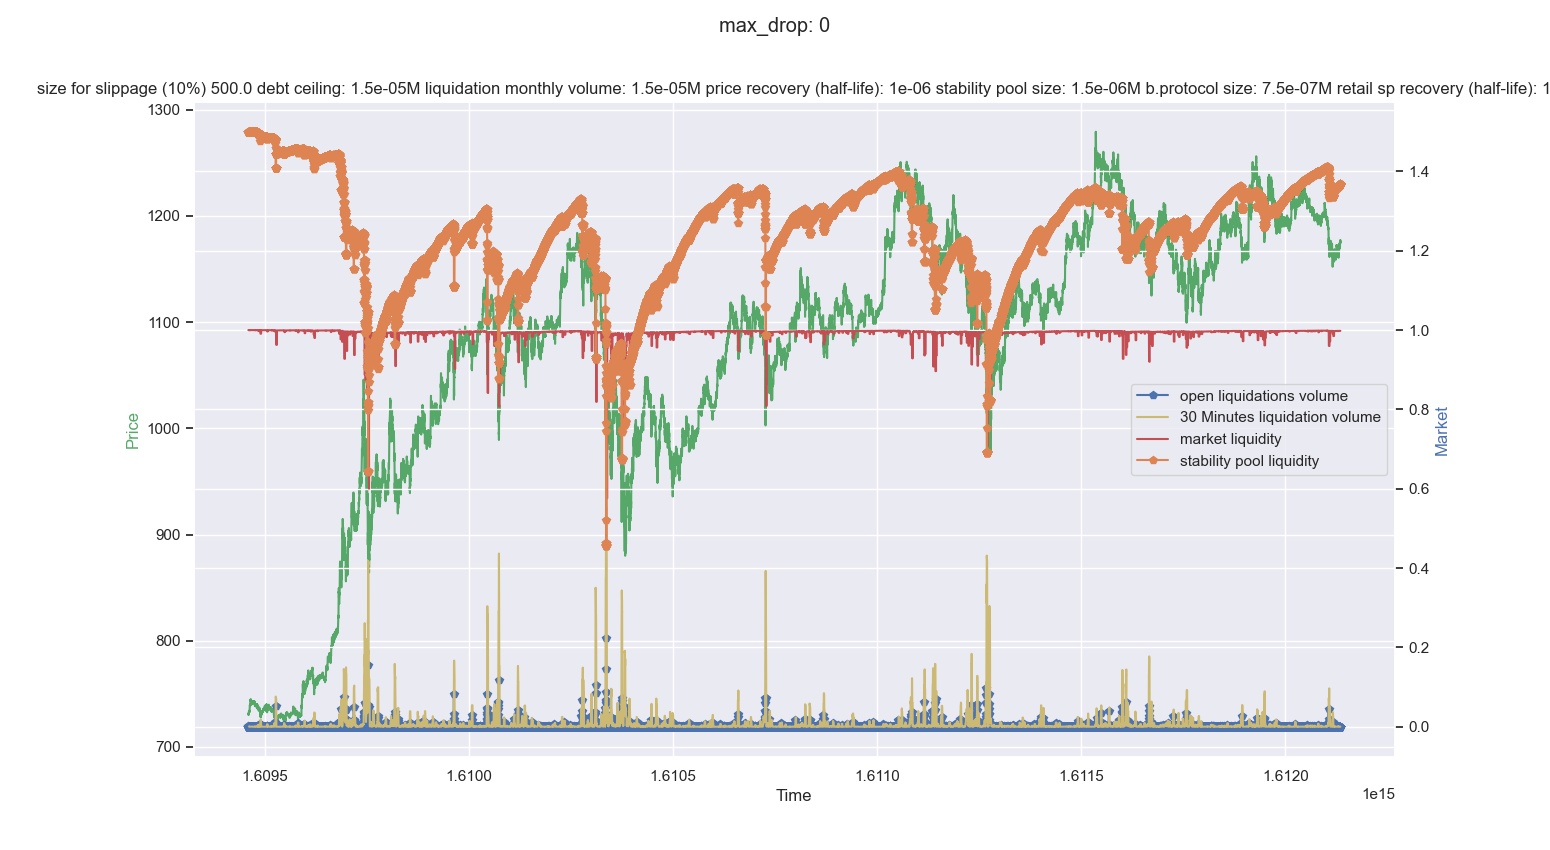 max_drop: 0
size for slippage (10%) 500.0 debt ceiling: 1.5e-05M liquidation monthly volume: 1.5e-05M price recovery (half-life): 1e-06 stability pool size: 1.5e-06M b.protocol size: 7.5e-07M retail sp recovery (half-life): 1
1300
1200
1100
1000
900
800
700
Price
1.4
1.2
1.0
0.8
0.6
0.4
0.2
0.0
Market
open liquidations volume
30 Minutes liquidation volume
market liquidity
stability pool liquidity
1.6095 1.6100 1.6105 1.6110 1.6115 1.6120
Time
1e15